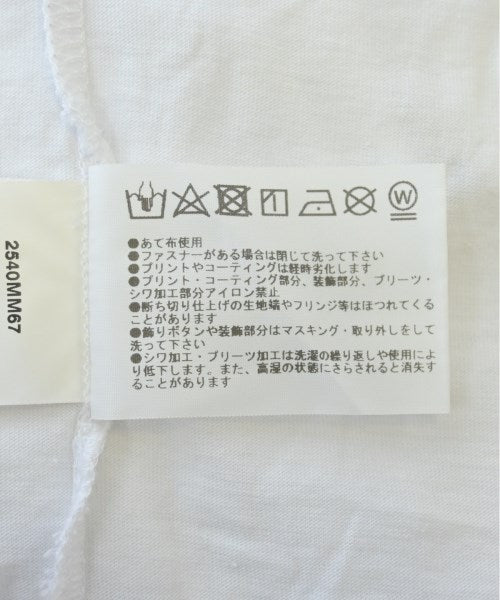 2540MM67
W
●あて布使用
●ファスナーがある場合は閉じて洗って下さい
●プリントやコーティングは経時劣化します
●プリント・コーティング部分、装飾部分、プリーツ・
シワ加工部分アイロン禁止
●断ち切り仕上げの生地端やフリンジ等はほつれてくる
ことがあります
●飾りボタンや装飾部分はマスキング・取り外しをして
洗って下さい
●シワ加工・プリーツ加工は洗濯の繰り返しや使用によ
り低下します。また、高湿の状態にさらされると消失す
ることがあります